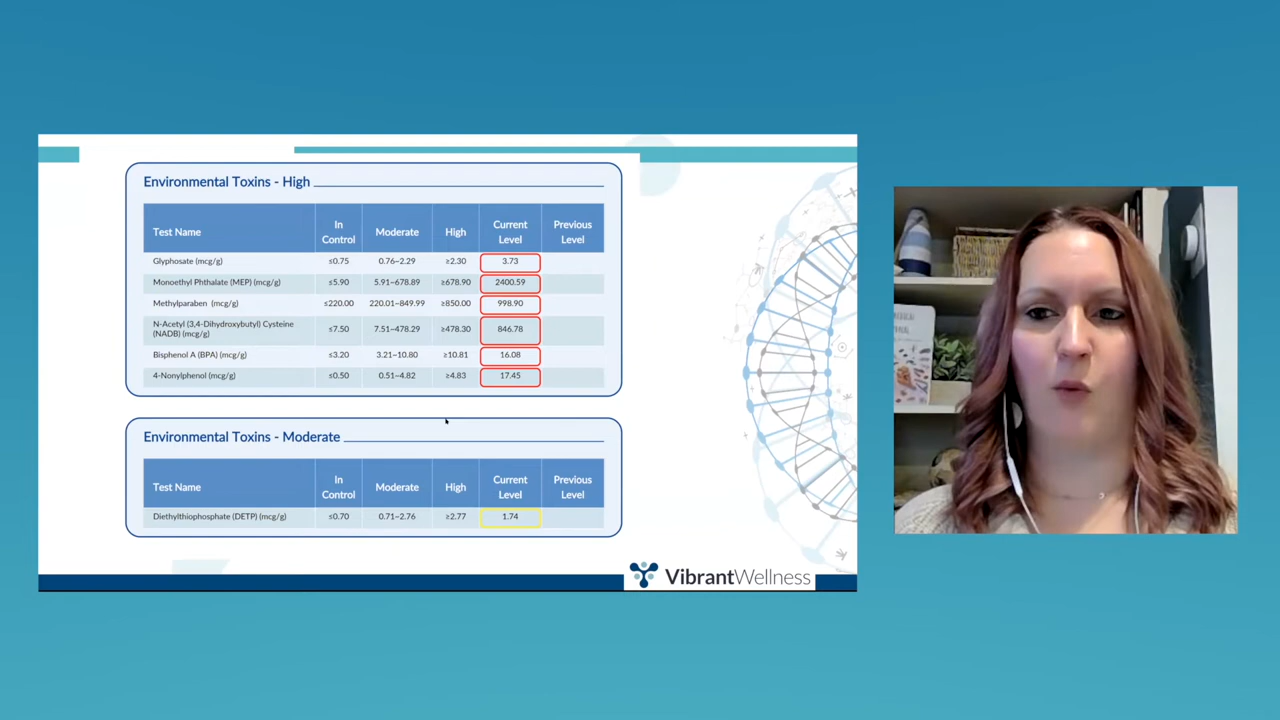 Environmental Toxins - High
Test Name In Control Moderate High Current Level Previous Level
Glyphosate (mcg/g) ≤0.75 0.76–2.29 ≥2.30 3.73
Monoethyl Phthalate (MEP) (mcg/g) ≤5.90 5.91–678.89 ≥678.90 2400.59
Methylparaben (mcg/g) ≤220.00 220.01–849.99 ≥850.00 998.90
N-Acetyl (3,4-Dihydroxybutyl) Cysteine (NADB) (mcg/g) ≤7.50 7.51–478.29 ≥478.30 846.78
Bisphenol A (BPA) (mcg/g) ≤3.20 3.21–10.80 ≥10.81 16.08
4-Nonylphenol (mcg/g) ≤0.50 0.51–4.82 ≥4.83 17.45
Environmental Toxins - Moderate
Test Name In Control Moderate High Current Level Previous Level
Diethylthiophosphate (DETP) (mcg/g) ≤0.70 0.71–2.76 ≥2.77 1.74
VibrantWellness